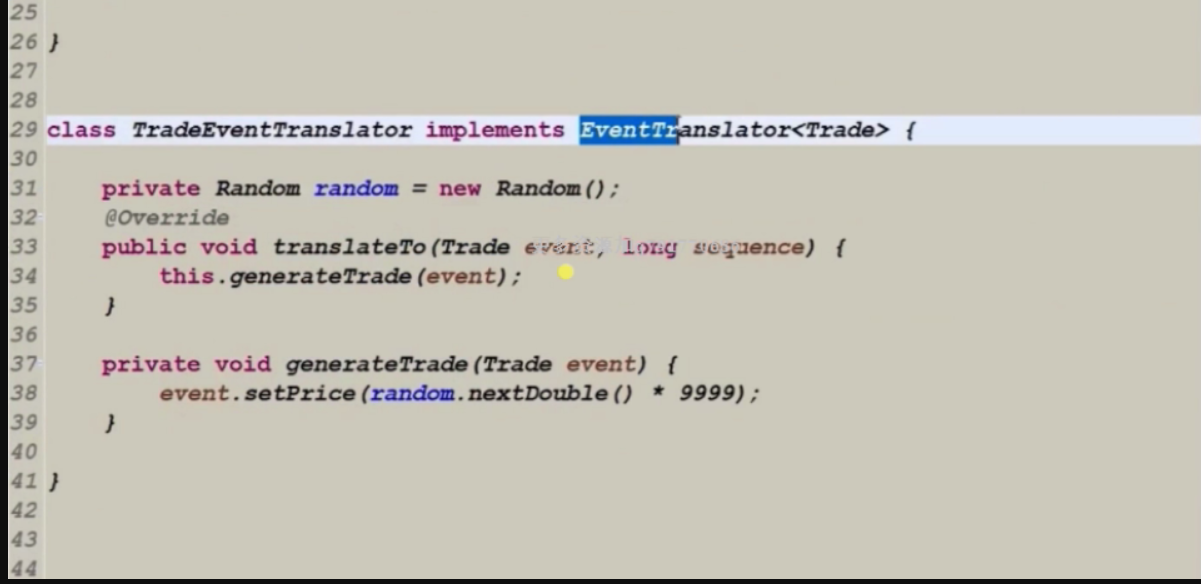 25
26 }
27
28
29 class TradeEventTranslator implements EventTranslator<Trade> {
30
31 private Random random = new Random();
32 @Override
33 public void translateTo(Trade event, long sequence) {
34 this.generateTrade(event);
35 }
36
37 private void generateTrade(Trade event) {
38 event.setPrice(random.nextDouble() * 9999);
39 }
40
41 }
42
43
44